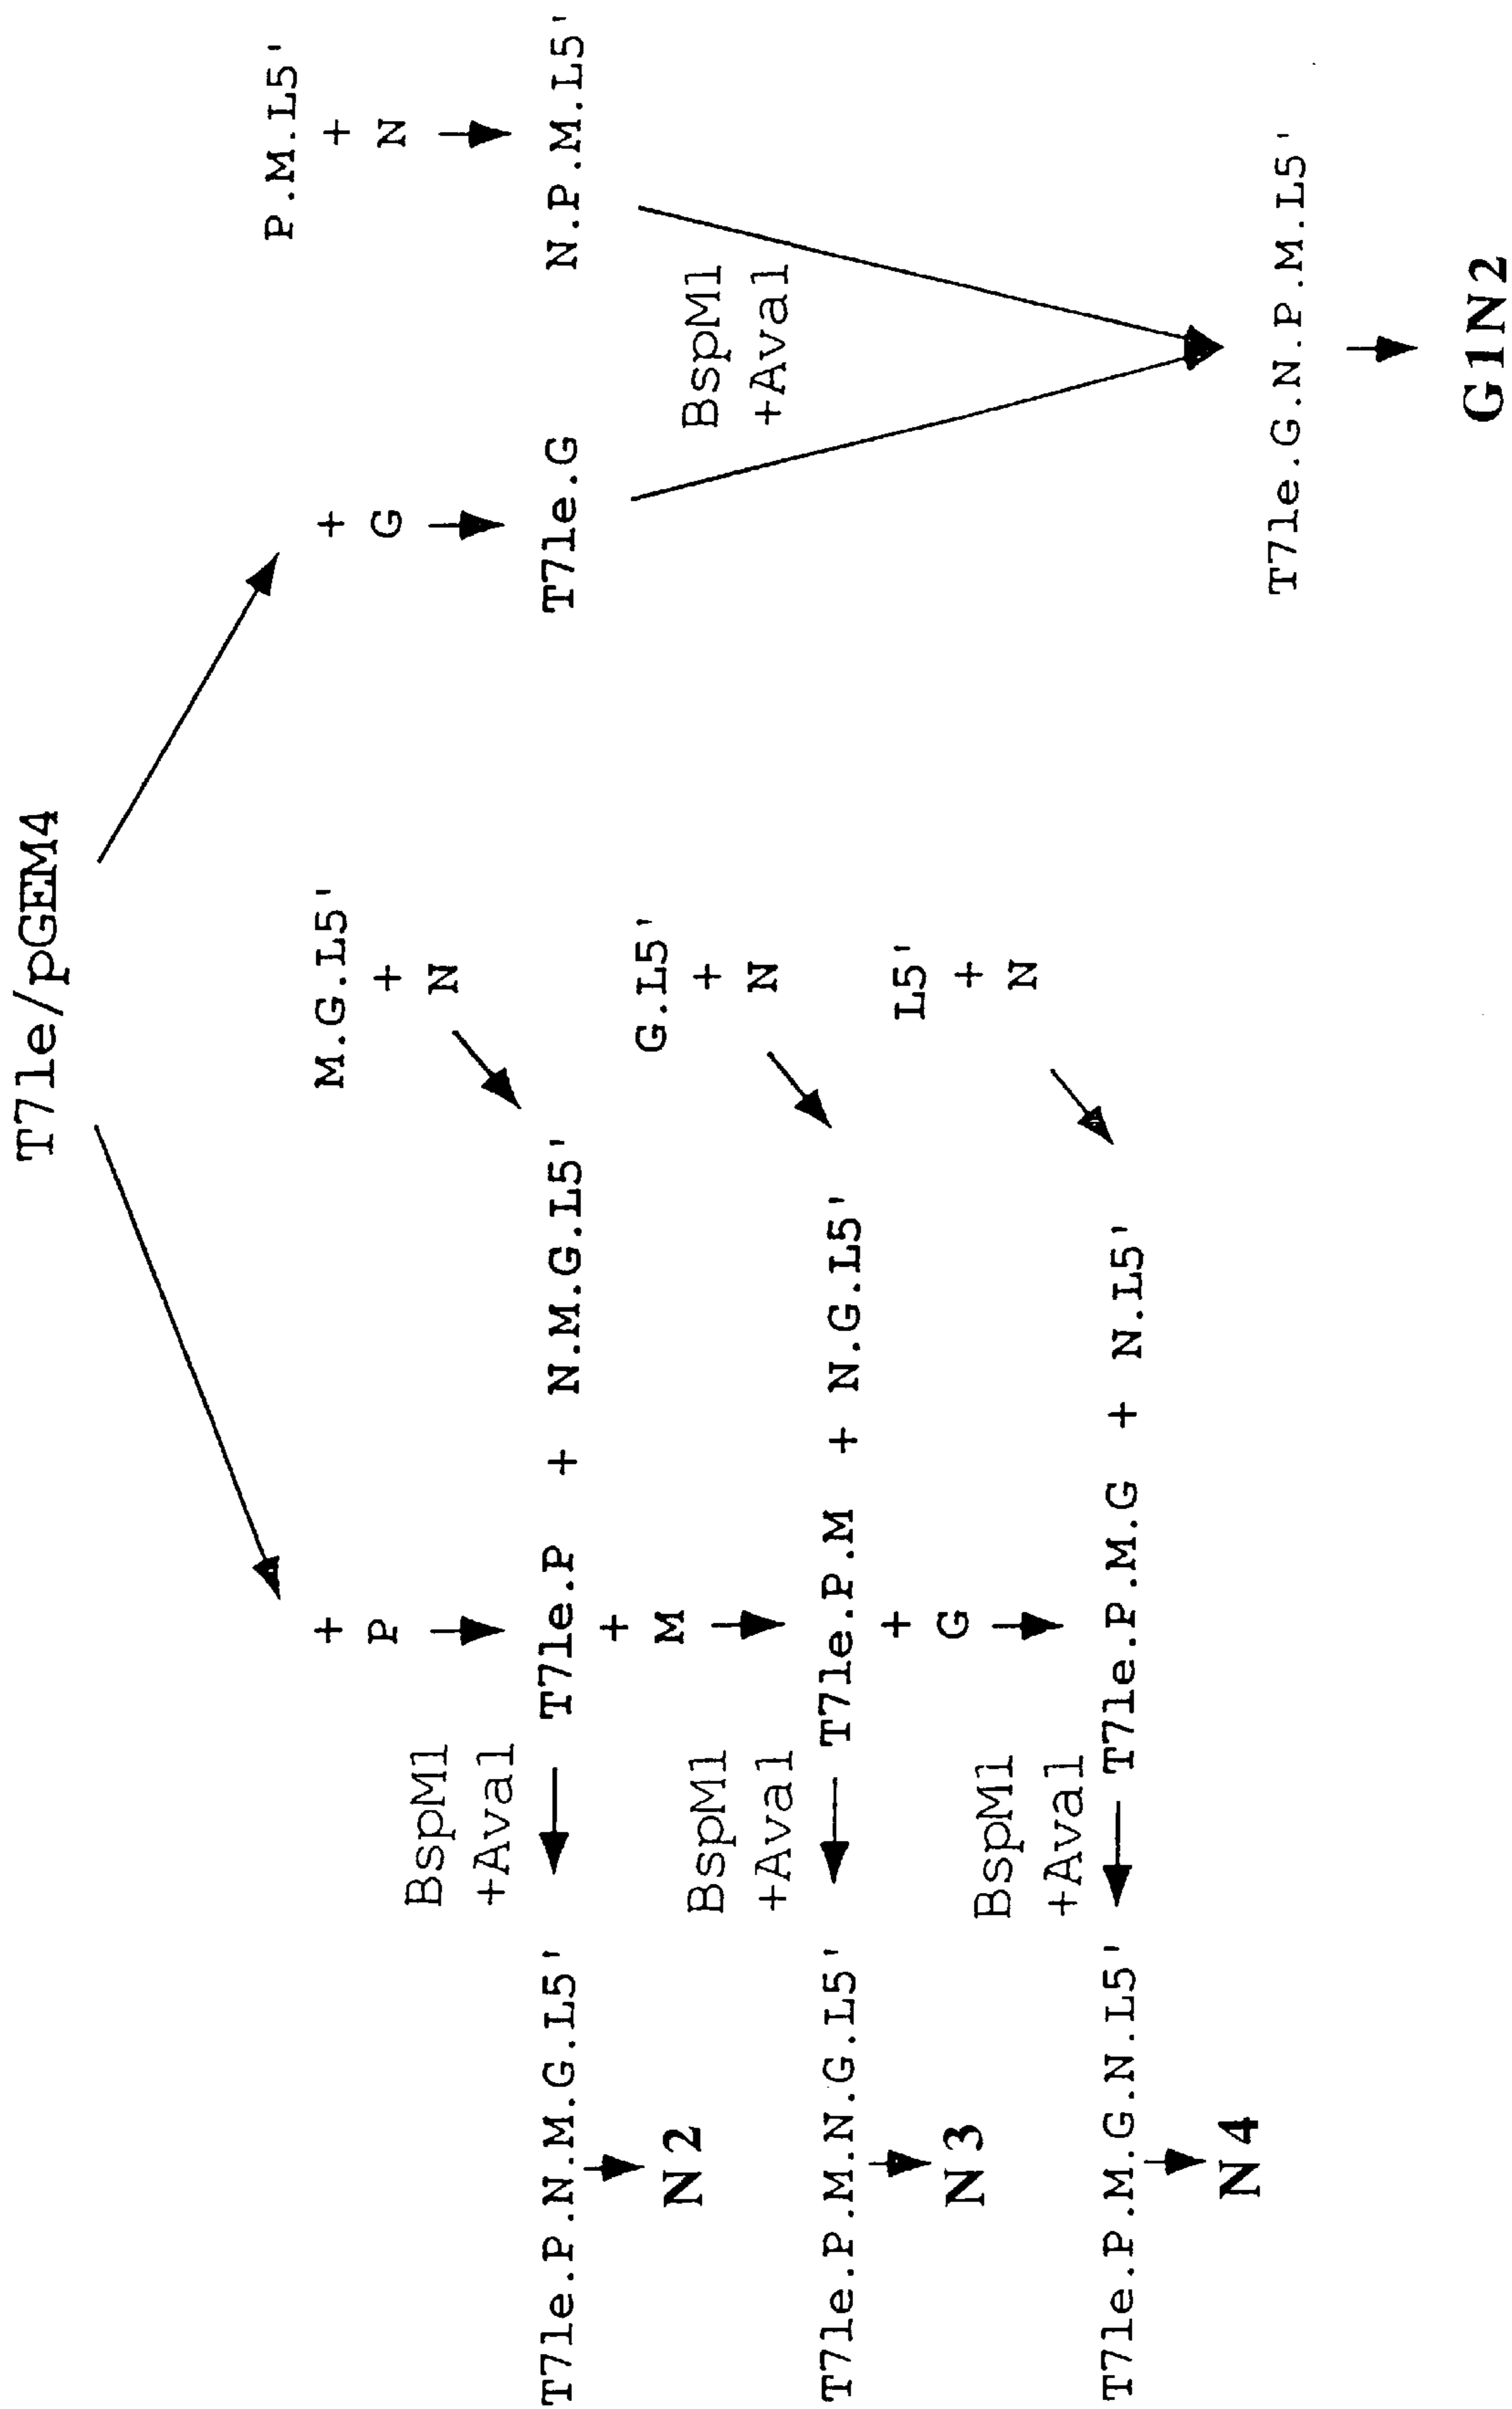 T7le/pGEM4
+
P
+
G
P.M.L5'
+
N
M.G.L5'
+
N
BspM1
+Ava1
T7le.P.N.M.G.L5'
T7le.P + N.M.G.L5'
T7le.G
N.P.M.L5'
N2
+
M
G.L5'
+
N
BspM1
+Ava1
BspM1
+Ava1
T7le.P.M.N.G.L5'
T7le.P.M + N.G.L5'
N3
+
G
L5'
+
N
BspM1
+Ava1
T7le.P.M.G.N.L5'
T7le.P.M.G + N.L5'
N4
T7le.G.N.P.M.L5'
G1N2